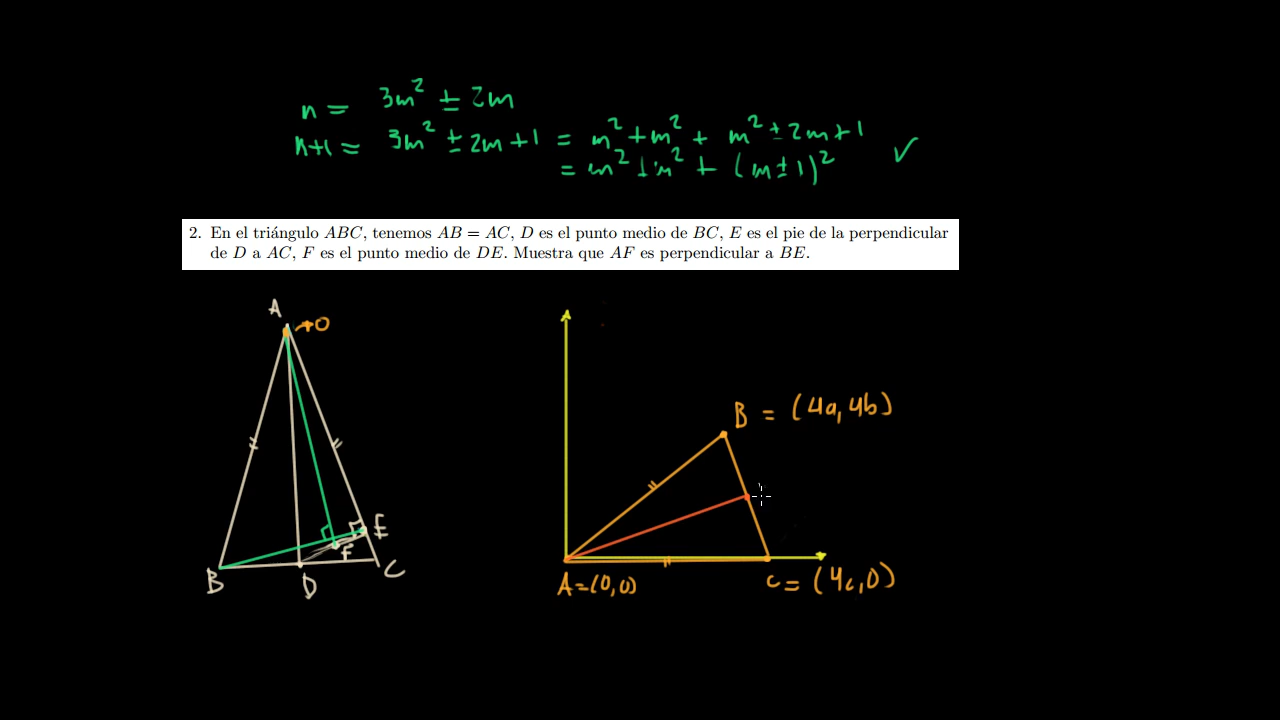 n = 3m² ± 2m
n+1 = 3m² ± 2m + 1 = m² + m² + m² ± 2m + 1 ✓
= m² + m² + (m ± 1)²
2. En el triángulo ABC, tenemos AB = AC, D es el punto medio de BC, E es el pie de la perpendicular
de D a AC, F es el punto medio de DE. Muestra que AF es perpendicular a BE.
A
→0
B
D
F
E
C
B = (4a, 4b)
A = (0,0)
C = (4c, 0)